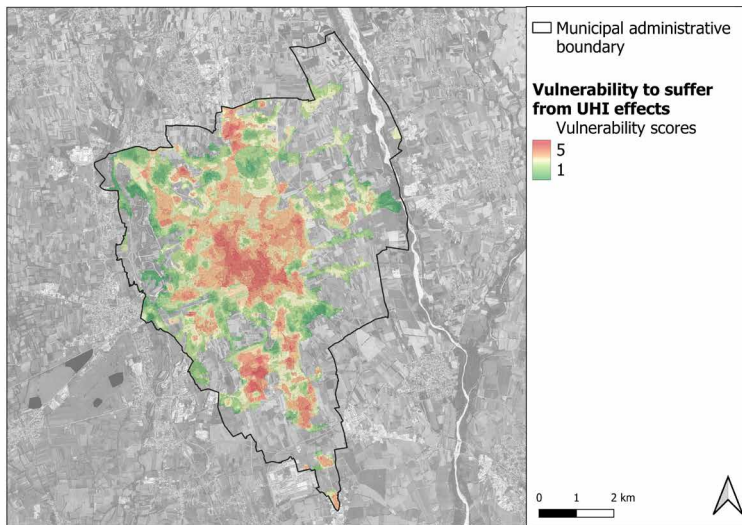 Municipal administrative
boundary
Vulnerability to suffer
from UHI effects
Vulnerability scores
5
1
0 1 2 km